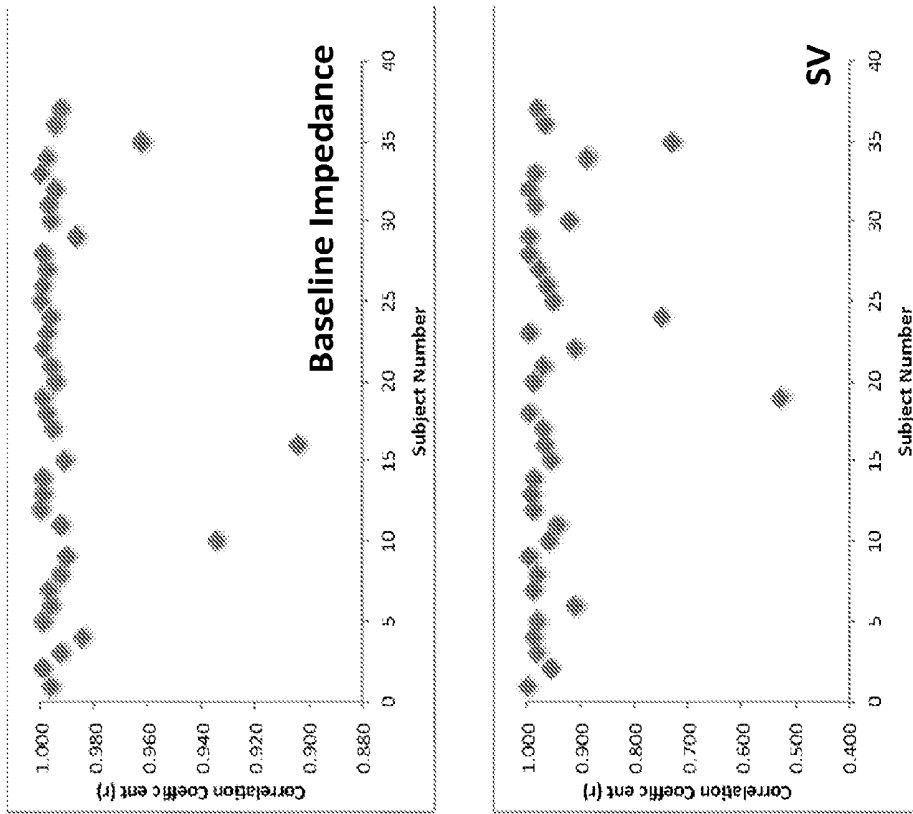 Correlation Coeffic ent (r)
1.000
0.980
0.960
0.940
0.920
0.900
0.880
0 5 10 15 20 25 30 35 40
Subject Number
Baseline Impedance
Correlation Coeffic ent (r)
1.000
0.900
0.800
0.700
0.600
0.500
0.400
0 5 10 15 20 25 30 35 40
Subject Number
SV